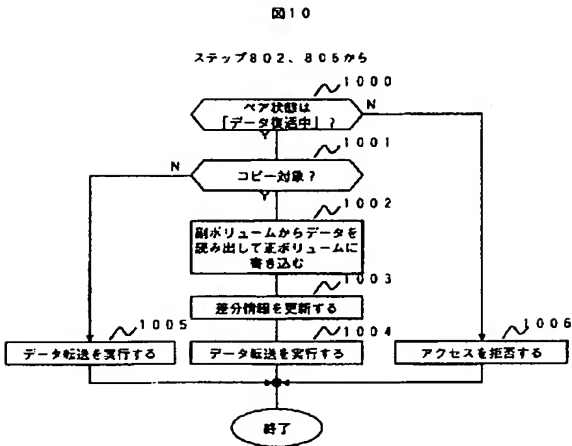 図10
ステップ802、805から
1000
ペア状態は
「データ復活中」?
N
Y
1001
コピー対象?
N
Y
1002
副ボリュームからデータを
読み出して正ボリュームに
書き込む
1003
差分情報を更新する
1005
データ転送を実行する
1004
データ転送を実行する
1006
アクセスを拒否する
終了